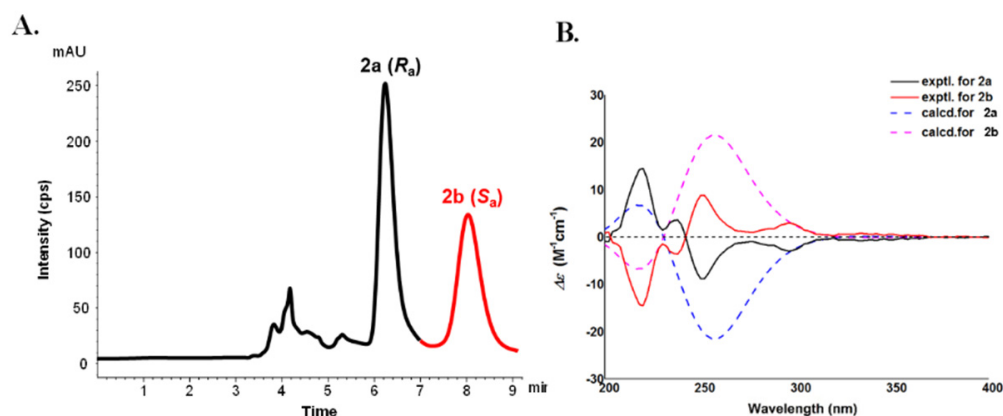 A.
mAU
250
200
150
100
50
0
Intensity (cps)
2a (Ra)
2b (Sa)
1 2 3 4 5 6 7 8 9 mir
Time
B.
exptl. for 2a
exptl. for 2b
calcd.for 2a
calcd.for 2b
30
20
10
0
-10
-20
-30
Δε (M-1cm-1)
200 250 300 350 400
Wavelength (nm)